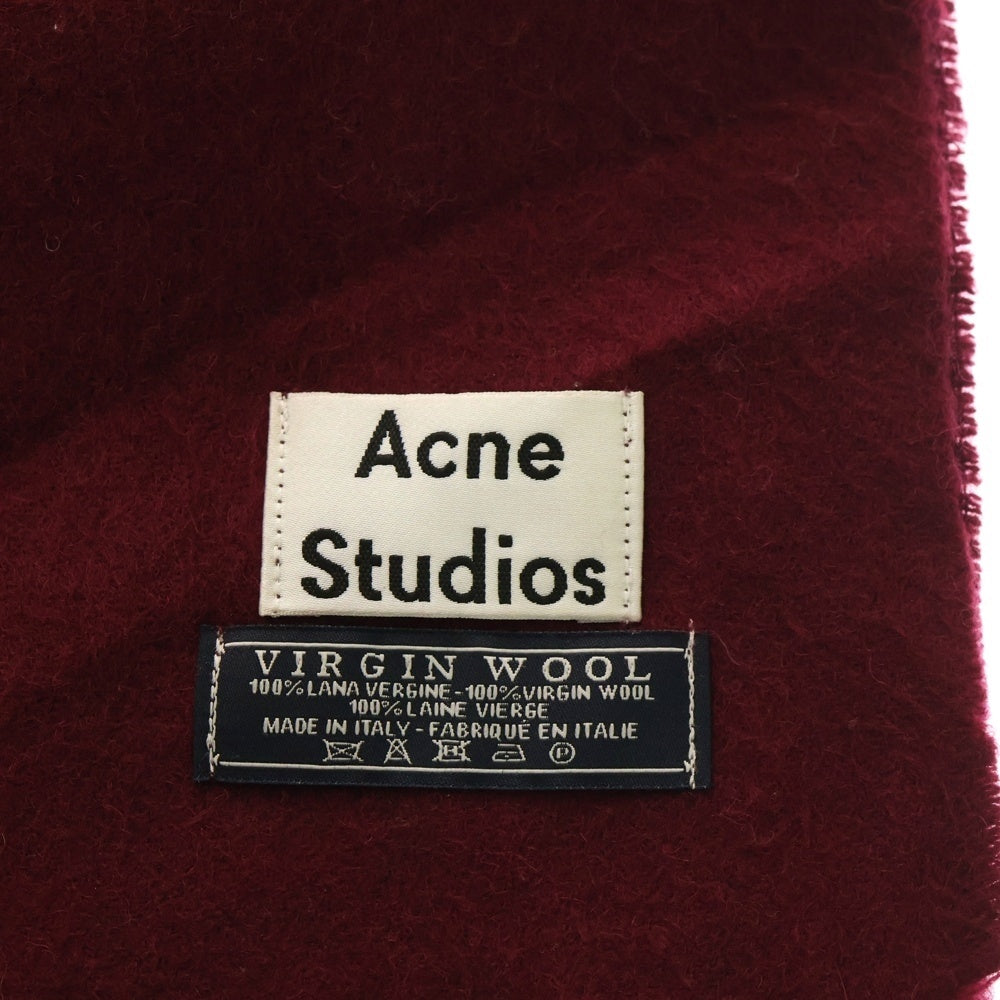 Acne
Studios
VIRGIN WOOL
100% LANA VERGINE - 100% VIRGIN WOOL
100% LAINE VIERGE
MADE IN ITALY - FABRIQUÉ EN ITALIE
P